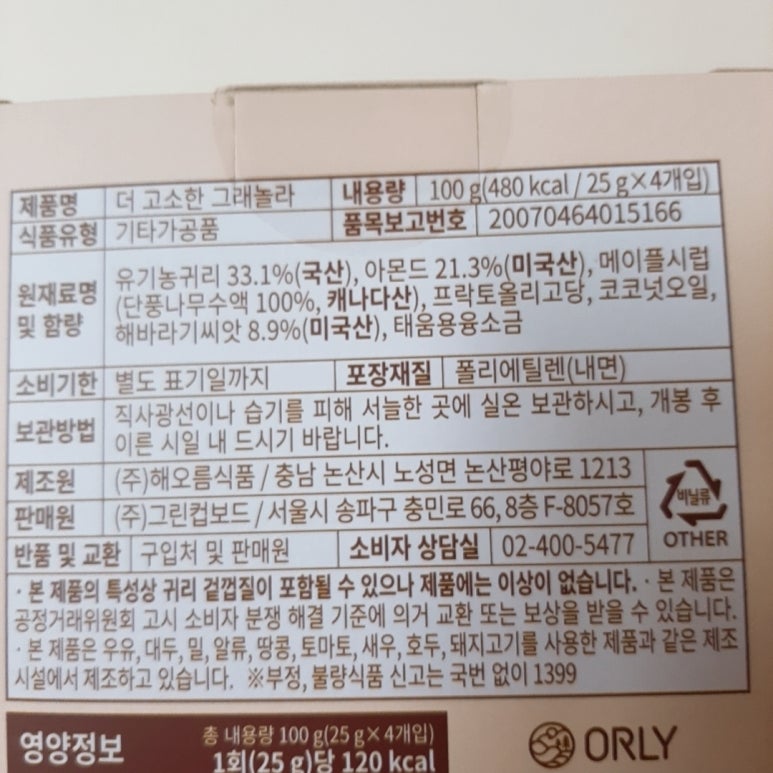 제품명 더 고소한 그래놀라 내용량 100 g(480 kcal / 25 g×4개입)
식품유형 기타가공품 품목보고번호 20070464015166
원재료명 및 함량 유기농귀리 33.1%(국산), 아몬드 21.3%(미국산), 메이플시럽
(단풍나무수액 100%, 캐나다산), 프락토올리고당, 코코넛오일,
해바라기씨앗 8.9%(미국산), 태움용융소금
소비기한 별도 표기일까지 포장재질 폴리에틸렌(내면)
보관방법 직사광선이나 습기를 피해 서늘한 곳에 실온 보관하시고, 개봉 후
이른 시일 내 드시기 바랍니다.
제조원 (주)해오름식품 / 충남 논산시 노성면 논산평야로 1213
판매원 (주)그린컵보드 / 서울시 송파구 충민로 66, 8층 F-8057호
비닐류
OTHER
반품 및 교환 구입처 및 판매원 소비자 상담실 02-400-5477
· 본 제품의 특성상 귀리 겉껍질이 포함될 수 있으나 제품에는 이상이 없습니다. · 본 제품은
공정거래위원회 고시 소비자 분쟁 해결 기준에 의거 교환 또는 보상을 받을 수 있습니다.
· 본 제품은 우유, 대두, 밀, 알류, 땅콩, 토마토, 새우, 호두, 돼지고기를 사용한 제품과 같은 제조
시설에서 제조하고 있습니다. ※부정, 불량식품 신고는 국번 없이 1399
영양정보 총 내용량 100 g(25 g×4개입)
1회(25 g)당 120 kcal
ORLY